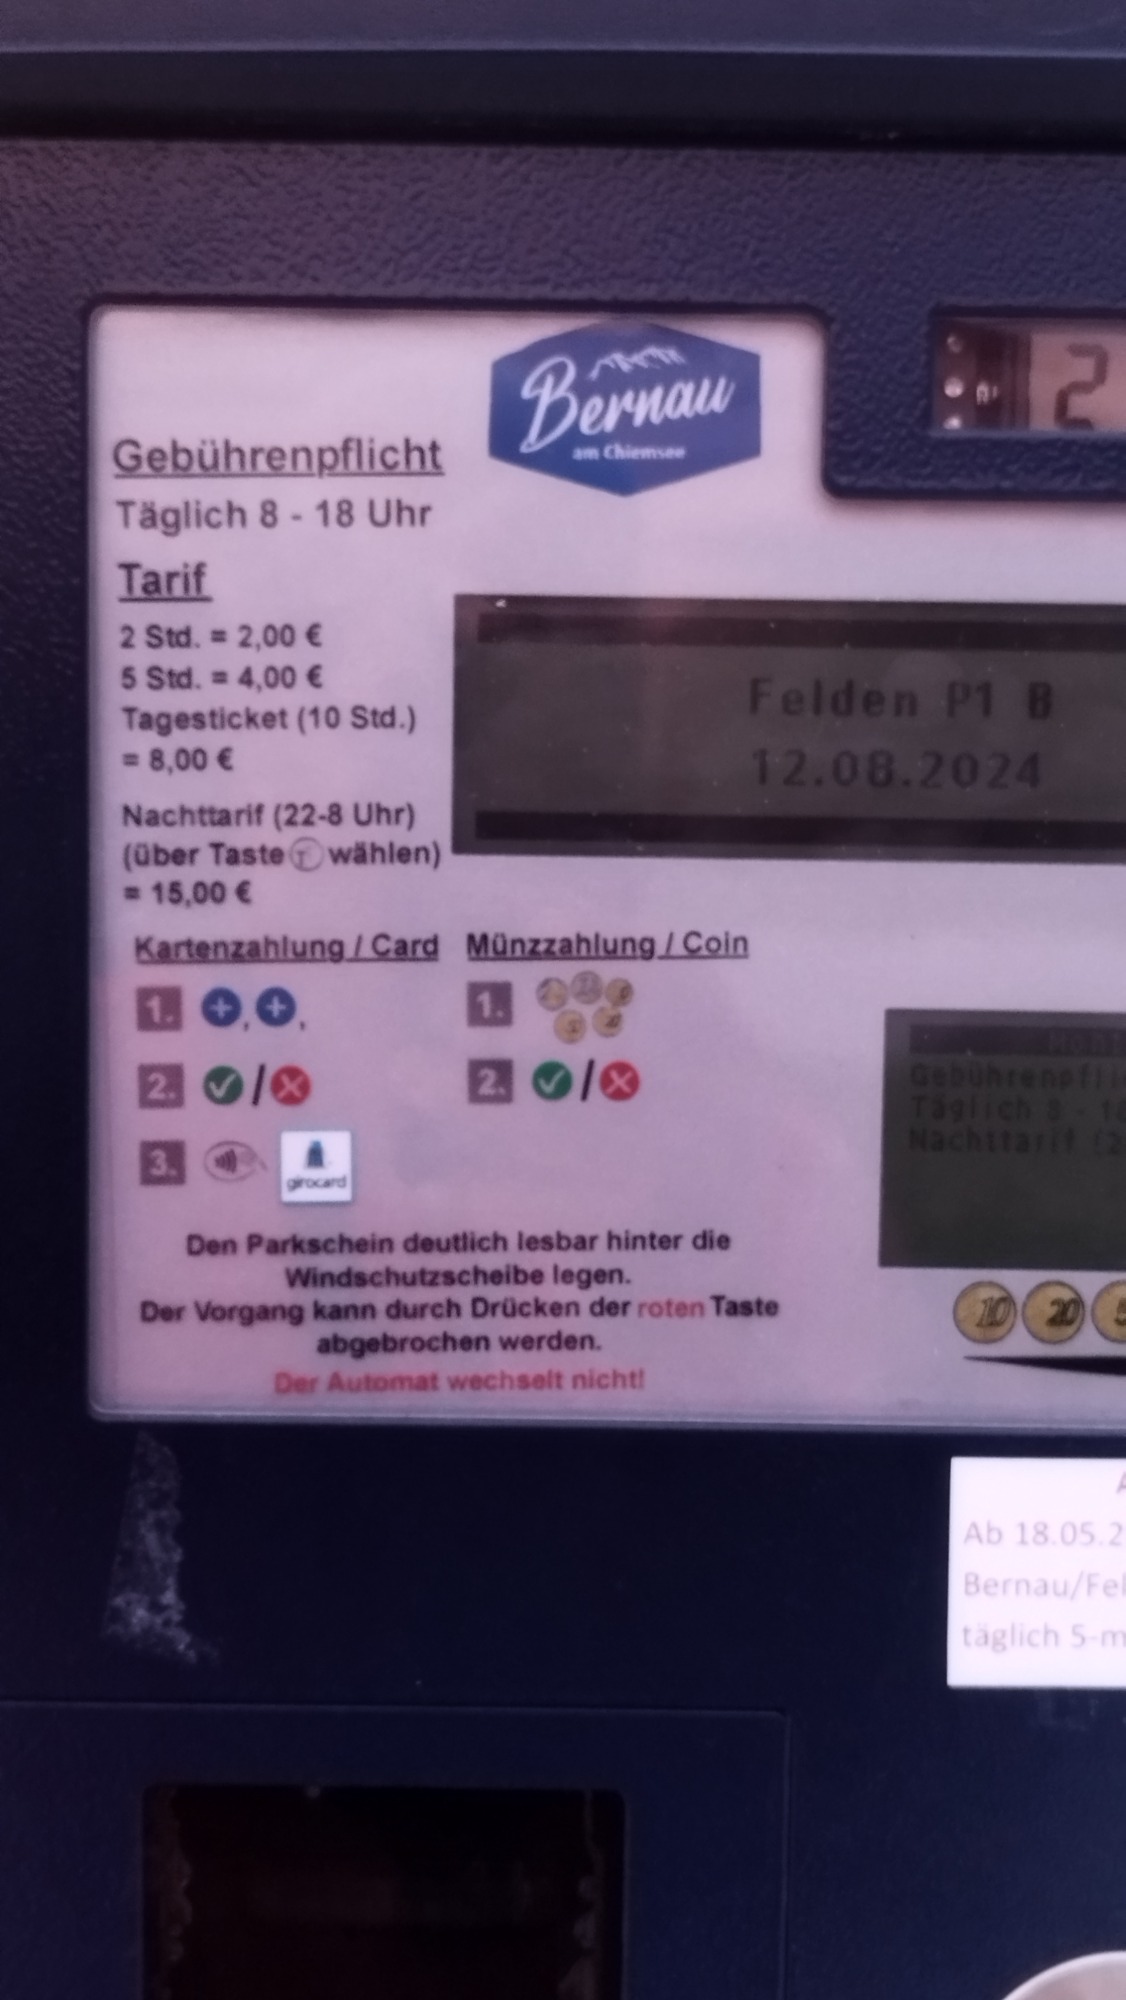 Bernau
am Chiemsee
2
Gebührenpflicht
Täglich 8 - 18 Uhr
Tarif
2 Std. = 2,00 €
5 Std. = 4,00 €
Tagesticket (10 Std.)
= 8,00 €
Nachttarif (22-8 Uhr)
(über Taste T wählen)
= 15,00 €
Felden P1 B
12.08.2024
Kartenzahlung / Card
Münzzahlung / Coin
1.
1.
2.
2.
3.
girocard
Gebührenpfli
Täglich 8 - 1
Nachttarif (2
Den Parkschein deutlich lesbar hinter die
Windschutzscheibe legen.
Der Vorgang kann durch Drücken der roten Taste
abgebrochen werden.
Der Automat wechselt nicht!
10 20 5
Ab 18.05.2
Bernau/Fel
täglich 5-m